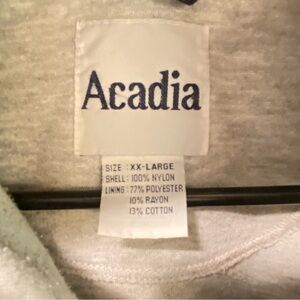 Acadia
SIZE : XX-LARGE
SHELL: 100% NYLON
LINING: 77% POLYESTER
10% RAYON
13% COTTON